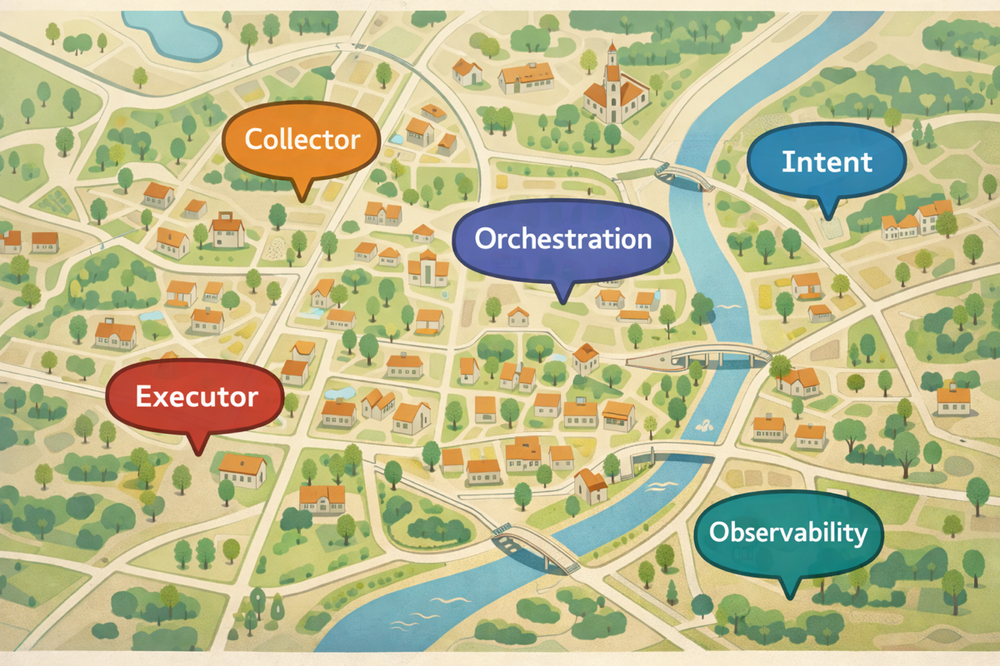 Collector
Intent
Orchestration
Executor
Observability